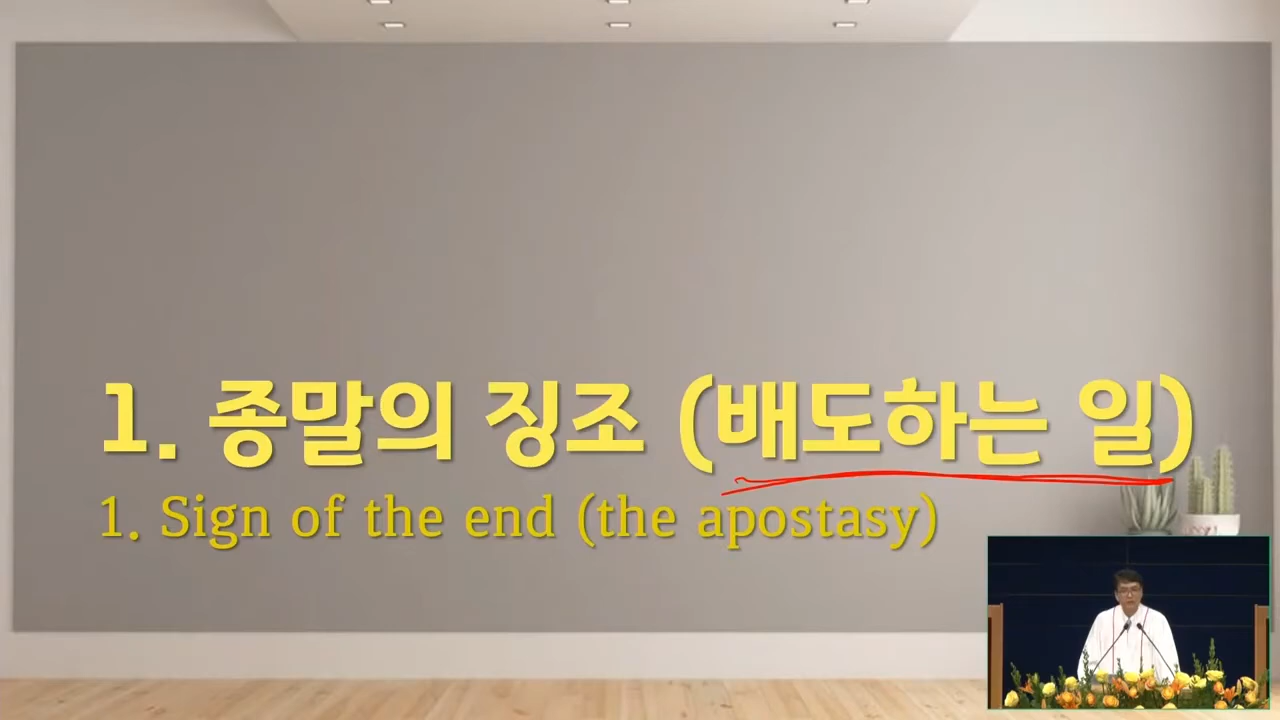 1. 종말의 징조 (배도하는 일)
1. Sign of the end (the apostasy)